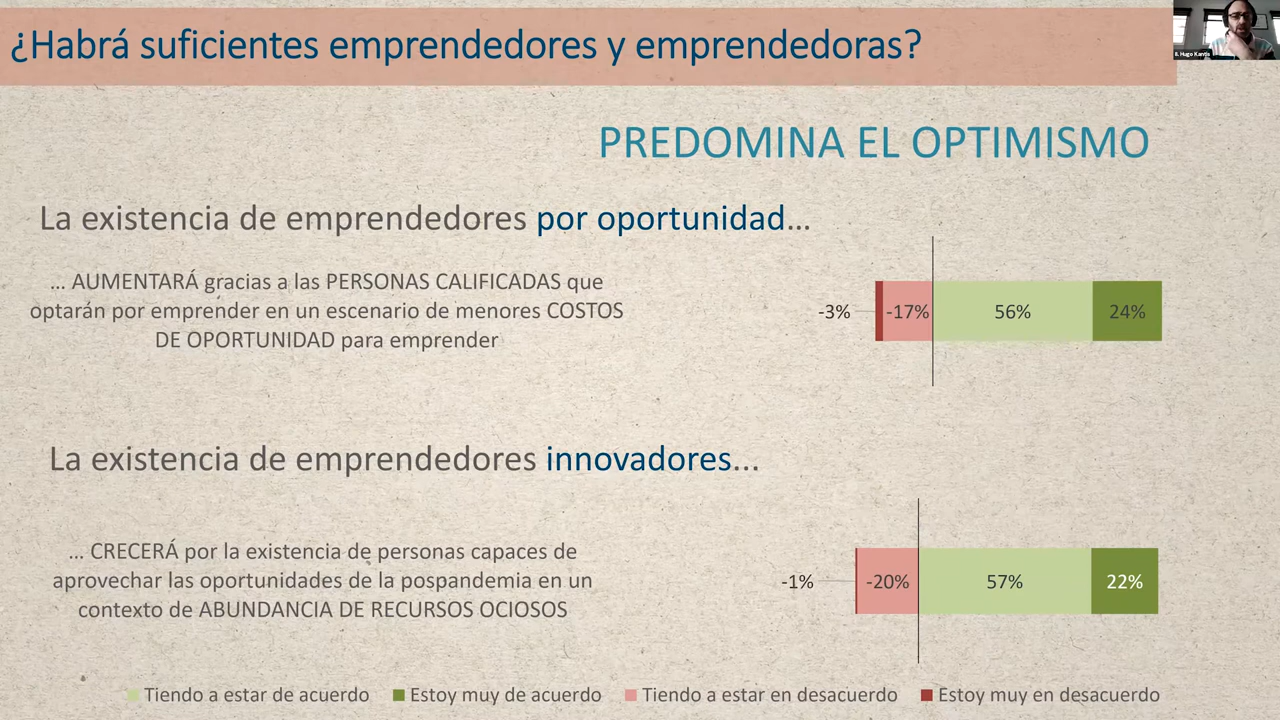 ¿Habrá suficientes emprendedores y emprendedoras?
8. Hugo Kantis
PREDOMINA EL OPTIMISMO
La existencia de emprendedores por oportunidad...
... AUMENTARÁ gracias a las PERSONAS CALIFICADAS que
optarán por emprender en un escenario de menores COSTOS
DE OPORTUNIDAD para emprender
-3% -17% 56% 24%
La existencia de emprendedores innovadores...
... CRECERÁ por la existencia de personas capaces de
aprovechar las oportunidades de la pospandemia en un
contexto de ABUNDANCIA DE RECURSOS OCIOSOS
-1% -20% 57% 22%
Tiendo a estar de acuerdo Estoy muy de acuerdo Tiendo a estar en desacuerdo Estoy muy en desacuerdo